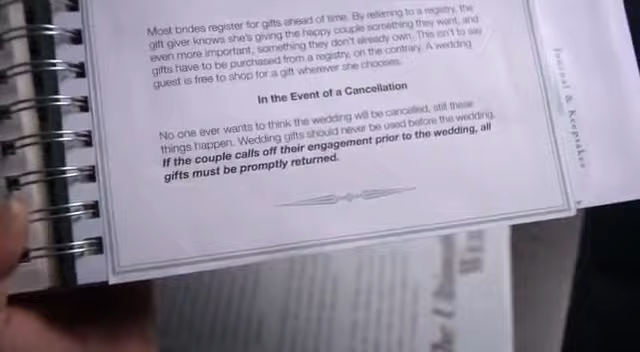 Most brides register for gifts ahead of time. By referring to a registry, the
gift giver knows she's giving the happy couple something they want, and
even more important, something they don't already own. This isn't to say
gifts have to be purchased from a registry, on the contrary. A wedding
guest is free to shop for a gift wherever she chooses.
In the Event of a Cancellation
No one ever wants to think the wedding will be cancelled, still these
things happen. Wedding gifts should never be used before the wedding.
If the couple calls off their engagement prior to the wedding, all
gifts must be promptly returned.
Journal & Keepsakes